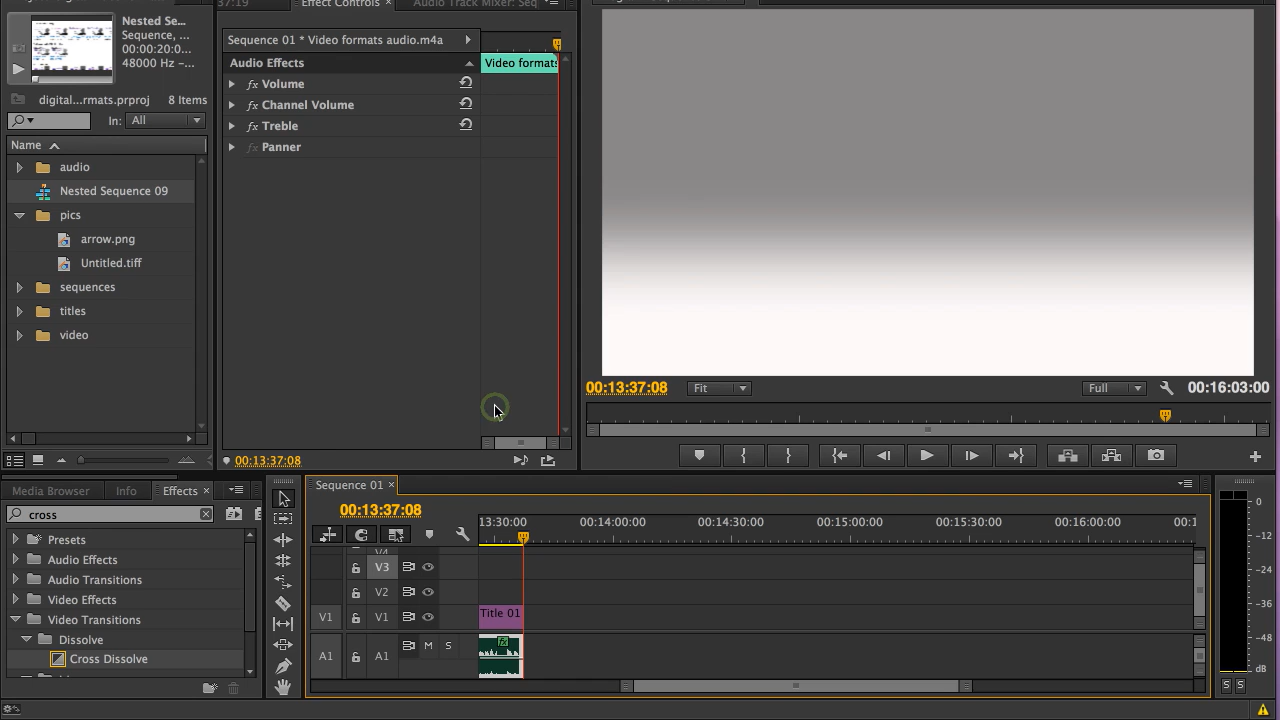 37:19
Effect Controls ×
Audio Track Mixer: Seq
Nested Se...
Sequence, ...
00:00:20:0
48000 Hz -...
digital...rmats.prproj
8 Items
In: All
Name
audio
Nested Sequence 09
pics
arrow.png
Untitled.tiff
sequences
titles
video
Sequence 01 * Video formats audio.m4a
Audio Effects
Video formats
fx Volume
fx Channel Volume
fx Treble
fx Panner
00:13:37:08
00:13:37:08
Fit
Full
00:16:03:00
Media Browser
Info
Effects ×
cross
Presets
Audio Effects
Audio Transitions
Video Effects
Video Transitions
Dissolve
Cross Dissolve
Sequence 01 ×
00:13:37:08
13:30:00
00:14:00:00
00:14:30:00
00:15:00:00
00:15:30:00
00:16:00:00
00:1
V3
V2
V1 V1 Title 01
A1 A1 M S
fx
0
-12
-24
-36
-48
dB
S S